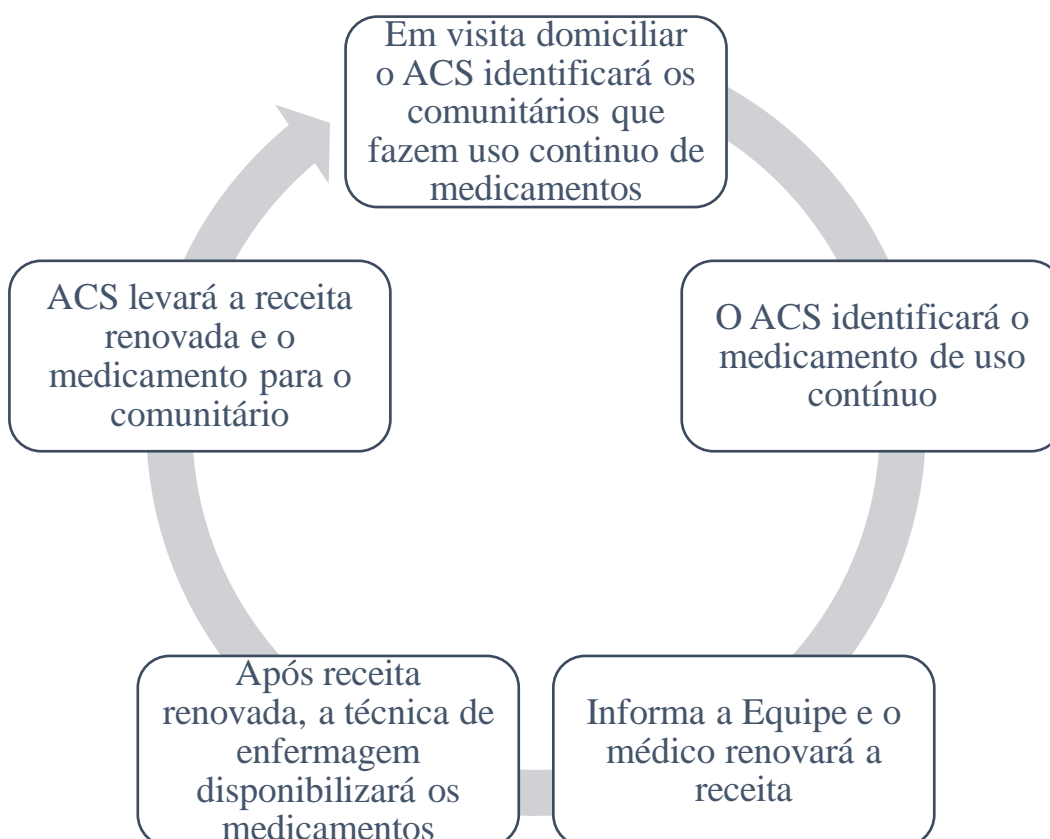 Em visita domiciliar
o ACS identificará os
comunitários que
fazem uso continuo de
medicamentos
O ACS identificará o
medicamento de uso
contínuo
Informa a Equipe e o
médico renovará a
receita
Após receita
renovada, a técnica de
enfermagem
disponibilizará os
medicamentos
ACS levará a receita
renovada e o
medicamento para o
comunitário